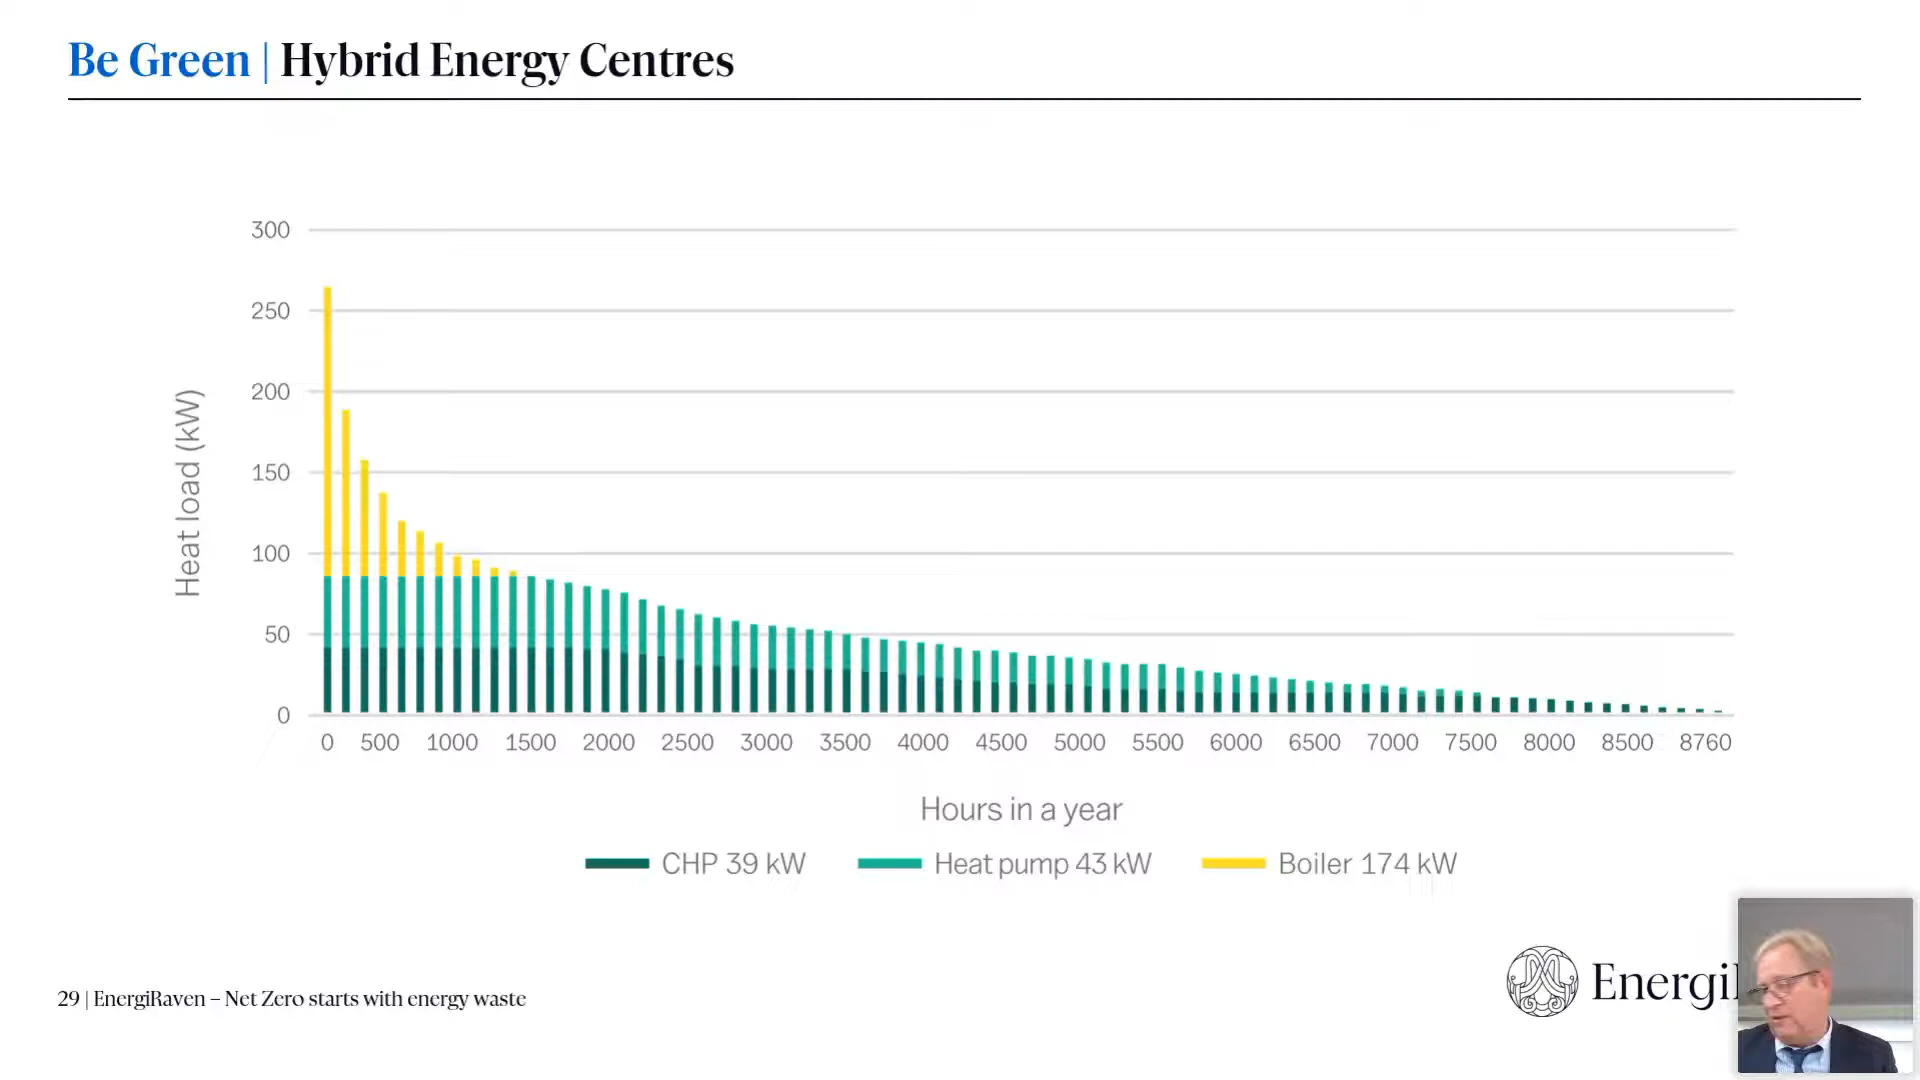 Be Green | Hybrid Energy Centres
300
250
200
150
100
50
0
Heat load (kW)
0 500 1000 1500 2000 2500 3000 3500 4000 4500 5000 5500 6000 6500 7000 7500 8000 8500 8760
Hours in a year
CHP 39 kW Heat pump 43 kW Boiler 174 kW
29 | EnergiRaven – Net Zero starts with energy waste